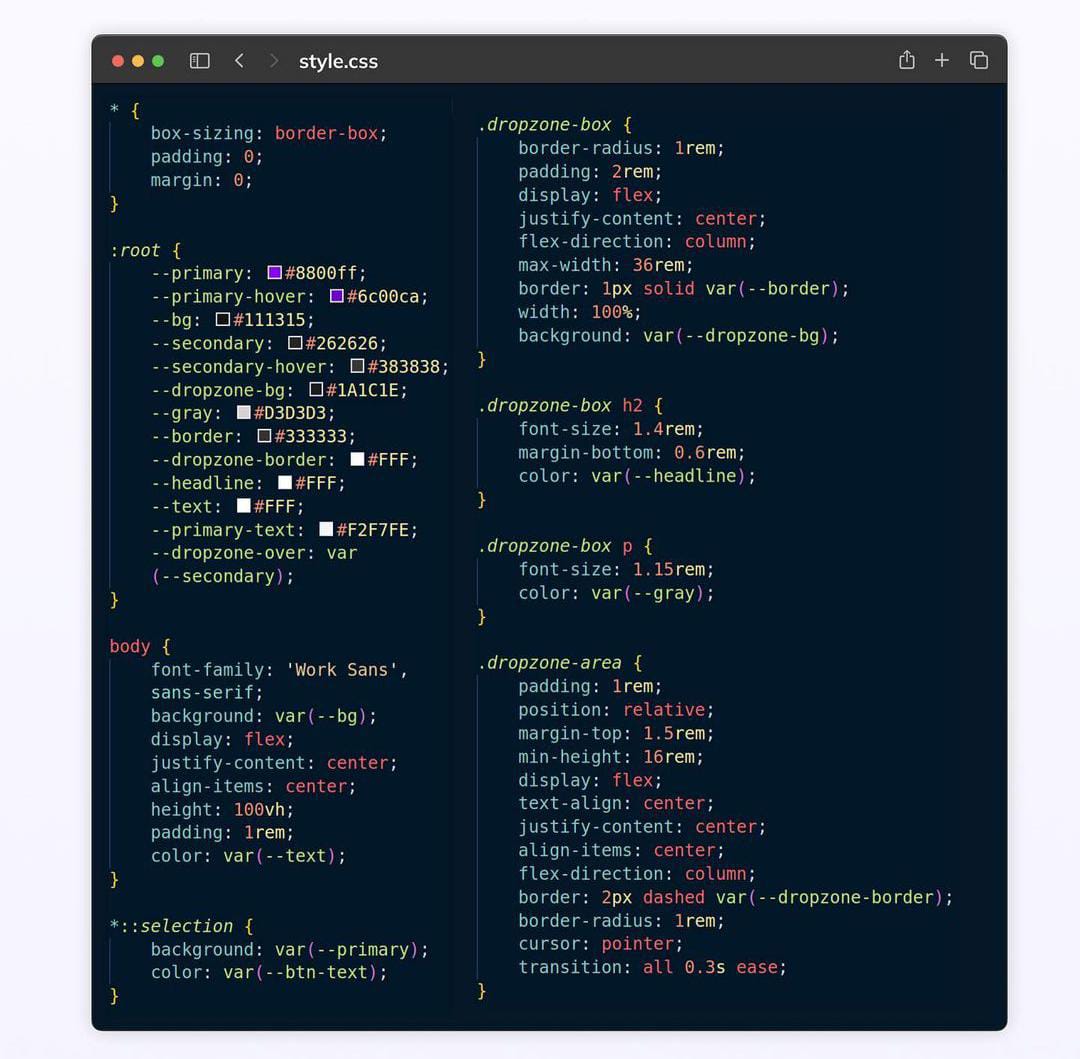 style.css
* {
    box-sizing: border-box;
    padding: 0;
    margin: 0;
}

:root {
    --primary: #8800ff;
    --primary-hover: #6c00ca;
    --bg: #111315;
    --secondary: #262626;
    --secondary-hover: #383838;
    --dropzone-bg: #1A1C1E;
    --gray: #D3D3D3;
    --border: #333333;
    --dropzone-border: #FFF;
    --headline: #FFF;
    --text: #FFF;
    --primary-text: #F2F7FE;
    --dropzone-over: var
    (--secondary);
}

body {
    font-family: 'Work Sans',
    sans-serif;
    background: var(--bg);
    display: flex;
    justify-content: center;
    align-items: center;
    height: 100vh;
    padding: 1rem;
    color: var(--text);
}

*::selection {
    background: var(--primary);
    color: var(--btn-text);
}

.dropzone-box {
    border-radius: 1rem;
    padding: 2rem;
    display: flex;
    justify-content: center;
    flex-direction: column;
    max-width: 36rem;
    border: 1px solid var(--border);
    width: 100%;
    background: var(--dropzone-bg);
}

.dropzone-box h2 {
    font-size: 1.4rem;
    margin-bottom: 0.6rem;
    color: var(--headline);
}

.dropzone-box p {
    font-size: 1.15rem;
    color: var(--gray);
}

.dropzone-area {
    padding: 1rem;
    position: relative;
    margin-top: 1.5rem;
    min-height: 16rem;
    display: flex;
    text-align: center;
    justify-content: center;
    align-items: center;
    flex-direction: column;
    border: 2px dashed var(--dropzone-border);
    border-radius: 1rem;
    cursor: pointer;
    transition: all 0.3s ease;
}